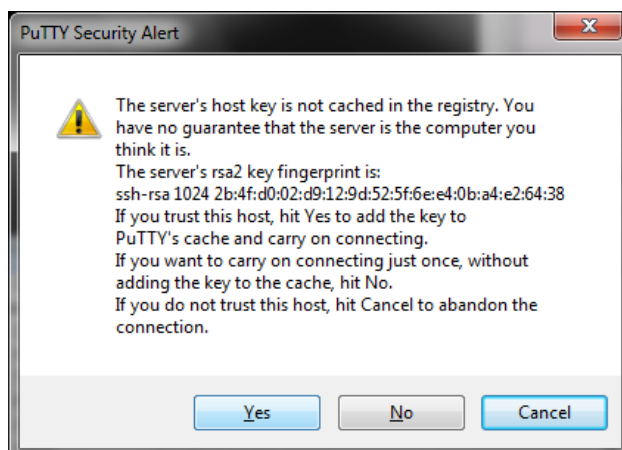 PuTTY Security Alert
The server's host key is not cached in the registry. You
have no guarantee that the server is the computer you
think it is.
The server's rsa2 key fingerprint is:
ssh-rsa 1024 2b:4f:d0:02:d9:12:9d:52:5f:6e:e4:0b:a4:e2:64:38
If you trust this host, hit Yes to add the key to
PuTTY's cache and carry on connecting.
If you want to carry on connecting just once, without
adding the key to the cache, hit No.
If you do not trust this host, hit Cancel to abandon the
connection.
Yes No Cancel